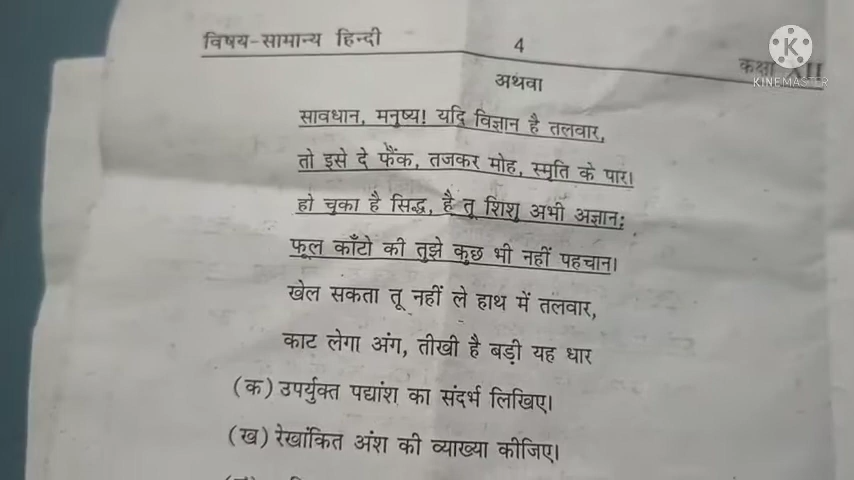 विषय-सामान्य हिन्दी 4 कक्षा XII
KINEMASTER
अथवा
सावधान, मनुष्य! यदि विज्ञान है तलवार,
तो इसे दे फैंक, तजकर मोह, स्मृति के पार।
हो चुका है सिद्ध, है तू शिशु अभी अज्ञान;
फूल काँटो की तुझे कुछ भी नहीं पहचान।
खेल सकता तू नहीं ले हाथ में तलवार,
काट लेगा अंग, तीखी है बड़ी यह धार
(क) उपर्युक्त पद्यांश का संदर्भ लिखिए।
(ख) रेखांकित अंश की व्याख्या कीजिए।